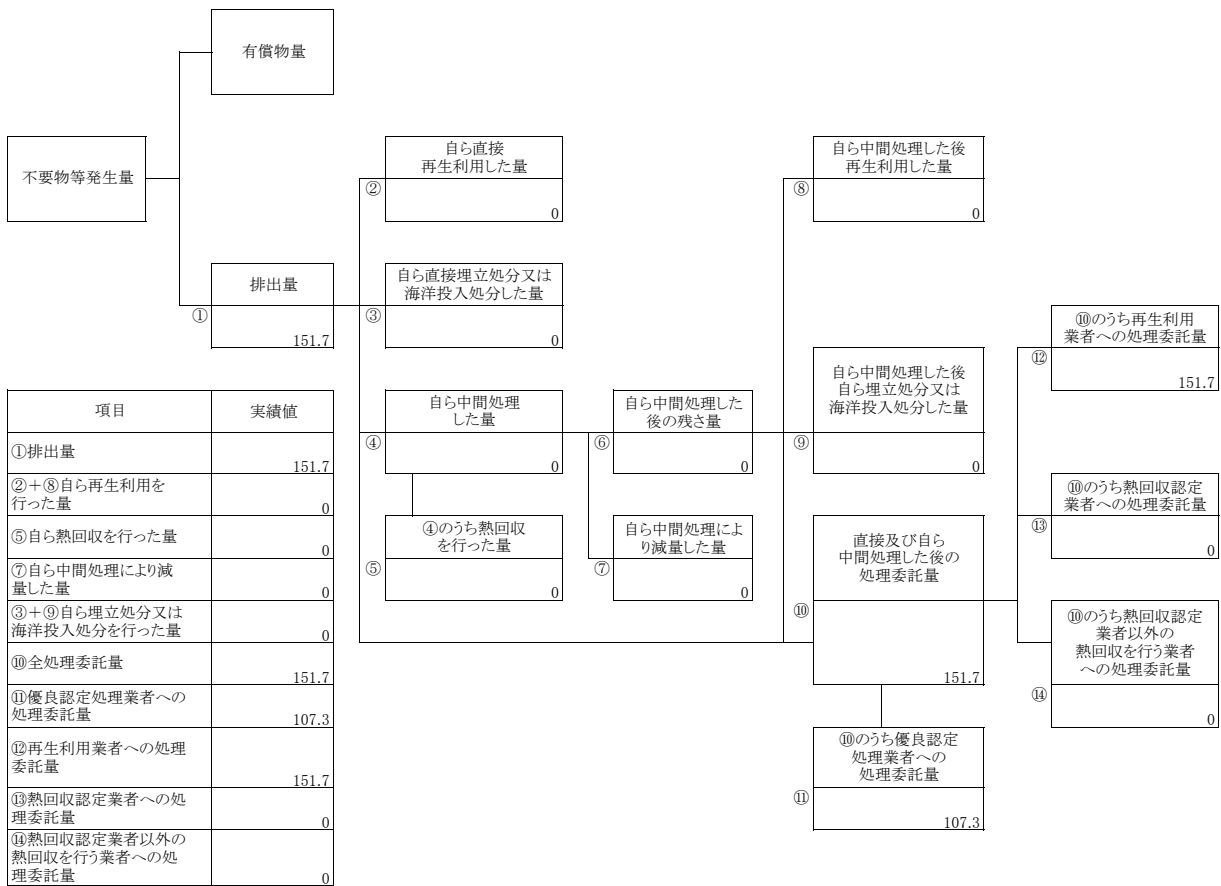 有償物量
不要物等発生量
排出量
①
151.7
自ら直接
再生利用した量
②
0
自ら直接埋立処分又は
海洋投入処分した量
③
0
自ら中間処理
した量
④
0
④のうち熱回収
を行った量
⑤
0
自ら中間処理した
後の残さ量
⑥
0
自ら中間処理によ
り減量した量
⑦
0
自ら中間処理した後
再生利用した量
⑧
0
自ら中間処理した後
自ら埋立処分又は
海洋投入処分した量
⑨
0
直接及び自ら
中間処理した後の
処理委託量
⑩
151.7
⑩のうち優良認定
処理業者への
処理委託量
⑪
107.3
⑩のうち再生利用
業者への処理委託量
⑫
151.7
⑩のうち熱回収認定
業者への処理委託量
⑬
0
⑩のうち熱回収認定
業者以外の
熱回収を行う業者
への処理委託量
⑭
0
項目 実績値
①排出量
151.7
②+⑧自ら再生利用を
行った量
0
⑤自ら熱回収を行った量
0
⑦自ら中間処理により減
量した量
0
③+⑨自ら埋立処分又は
海洋投入処分を行った量
0
⑩全処理委託量
151.7
⑪優良認定処理業者への
処理委託量
107.3
⑫再生利用業者への処理
委託量
151.7
⑬熱回収認定業者への処
理委託量
0
⑭熱回収認定業者以外の
熱回収を行う業者への処
理委託量
0